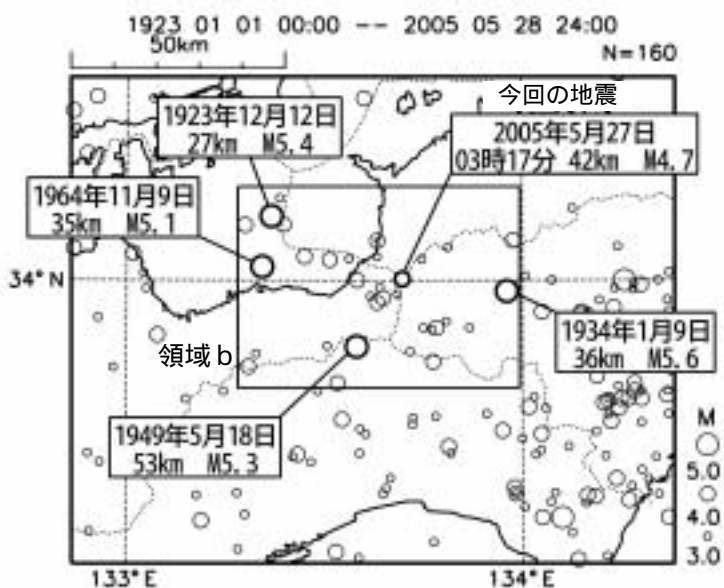 1923 01 01 00:00 -- 2005 05 28 24:00
50km
N=160
今回の地震
1923年12月12日
27km M5.4
2005年5月27日
03時17分 42km M4.7
1964年11月9日
35km M5.1
34°N
1934年1月9日
36km M5.6
領域b
1949年5月18日
53km M5.3
M
5.0
4.0
3.0
133°E
134°E